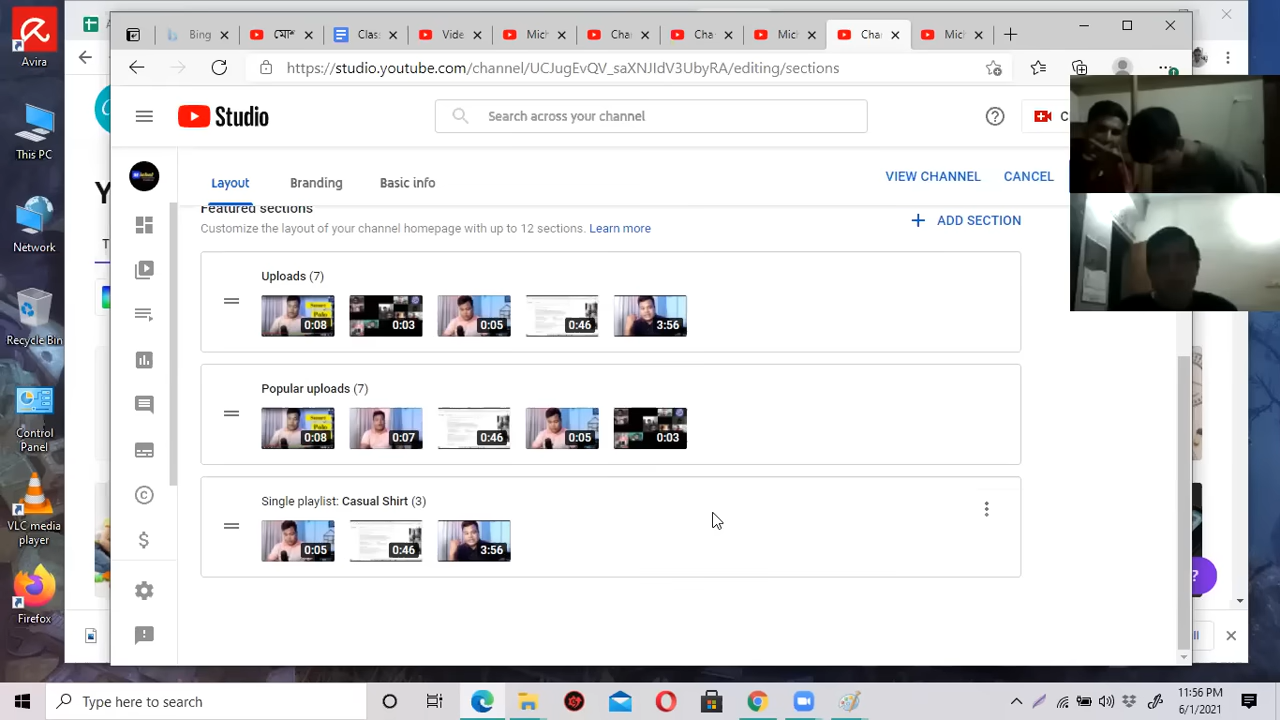 Avira
This PC
Network
Recycle Bin
Control Panel
VLC media player
Firefox
Bing
মোশ
Clas
Vide
Mich
Cha
Cha
Mich
Cha
Mich
https://studio.youtube.com/channel/UCJugEvQV_saXNJIdV3UbyRA/editing/sections
Studio
Search across your channel
Layout
Branding
Basic info
VIEW CHANNEL
CANCEL
Featured sections
Customize the layout of your channel homepage with up to 12 sections. Learn more
ADD SECTION
Uploads (7)
0:08
0:03
0:05
0:46
3:56
Popular uploads (7)
0:08
0:07
0:46
0:05
0:03
Single playlist: Casual Shirt (3)
0:05
0:46
3:56
Type here to search
11:56 PM
6/1/2021